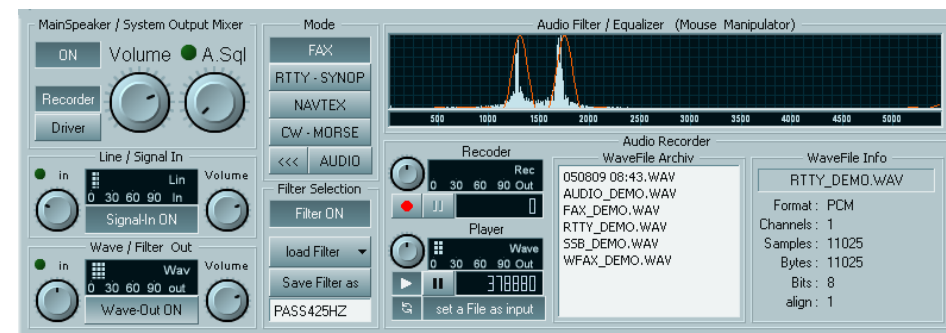 MainSpeaker / System Output Mixer
ON
Volume
A.Sql
Recorder
Driver
Line / Signal In
in
Lin
Volume
0 30 60 90 In
Signal-In ON
Wave / Filter Out
in
Wav
Volume
0 30 60 90 out
Wave-Out ON
Mode
FAX
RTTY - SYNOP
NAVTEX
CW - MORSE
<<< AUDIO
Filter Selection
Filter ON
load Filter
Save Filter as
PASS425HZ
Audio Filter / Equalizer (Mouse Manipulator)
500 1000 1500 2000 2500 3000 3500 4000 4500 5000
Audio Recorder
Recoder
Rec
0 30 60 90 Out
0
Player
Wave
0 30 60 90 Out
378880
set a File as input
WaveFile Archiv
050809 08:43.WAV
AUDIO_DEMO.WAV
FAX_DEMO.WAV
RTTY_DEMO.WAV
SSB_DEMO.WAV
WFAX_DEMO.WAV
WaveFile Info
RTTY_DEMO.WAV
Format : PCM
Channels : 1
Samples : 11025
Bytes : 11025
Bits : 8
align : 1